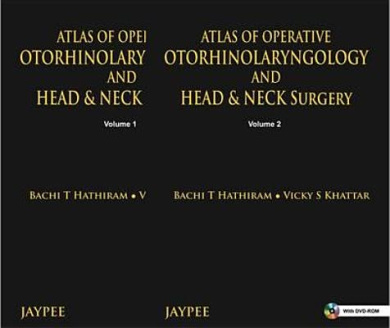 ATLAS OF OPE
OTORHINOLARY
AND
HEAD & NECK
Volume 1
BACHI T HATHIRAM • V
JAYPEE
ATLAS OF OPERATIVE
OTORHINOLARYNGOLOGY
AND
HEAD & NECK SURGERY
Volume 2
BACHI T HATHIRAM • VICKY S KHATTAR
JAYPEE
With DVD-ROM